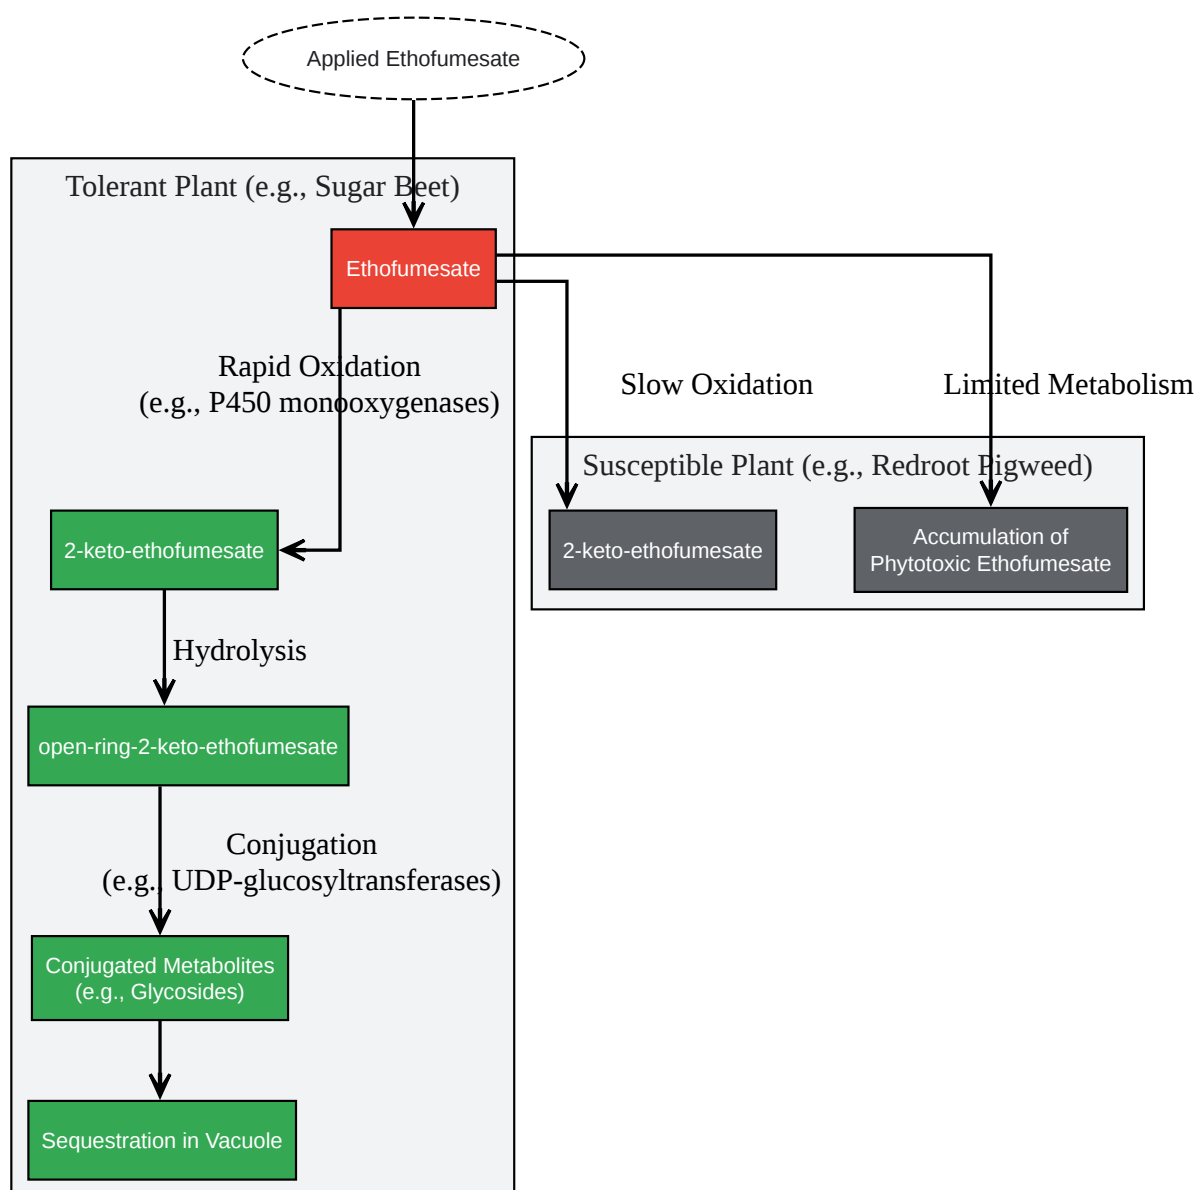 Applied Ethofumesate
Tolerant Plant (e.g., Sugar Beet)
Ethofumesate
Rapid Oxidation
(e.g., P450 monooxygenases)
Slow Oxidation
Limited Metabolism
Susceptible Plant (e.g., Redroot Pigweed)
2-keto-ethofumesate
2-keto-ethofumesate
Accumulation of
Phytotoxic Ethofumesate
Hydrolysis
open-ring-2-keto-ethofumesate
Conjugation
(e.g., UDP-glucosyltransferases)
Conjugated Metabolites
(e.g., Glycosides)
Sequestration in Vacuole